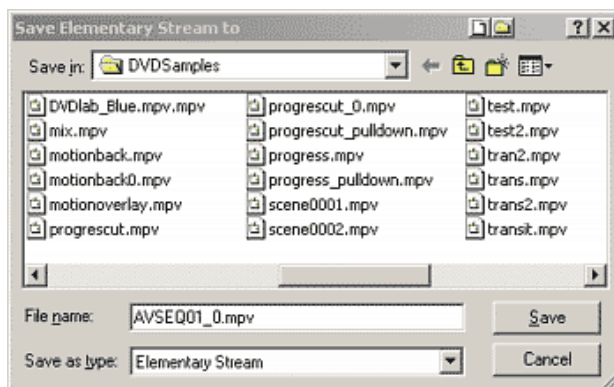 Save Elementary Stream to
Save in: DVDSamples
DVDlab_Blue.mpv.mpv
mix.mpv
motionback.mpv
motionback0.mpv
motionoverlay.mpv
progrescut.mpv
progrescut_0.mpv
progrescut_pulldown.mpv
progress.mpv
progress_pulldown.mpv
scene0001.mpv
scene0002.mpv
test.mpv
test2.mpv
tran2.mpv
trans.mpv
trans2.mpv
transit.mpv
File name: AVSEQ01_0.mpv
Save
Save as type: Elementary Stream
Cancel